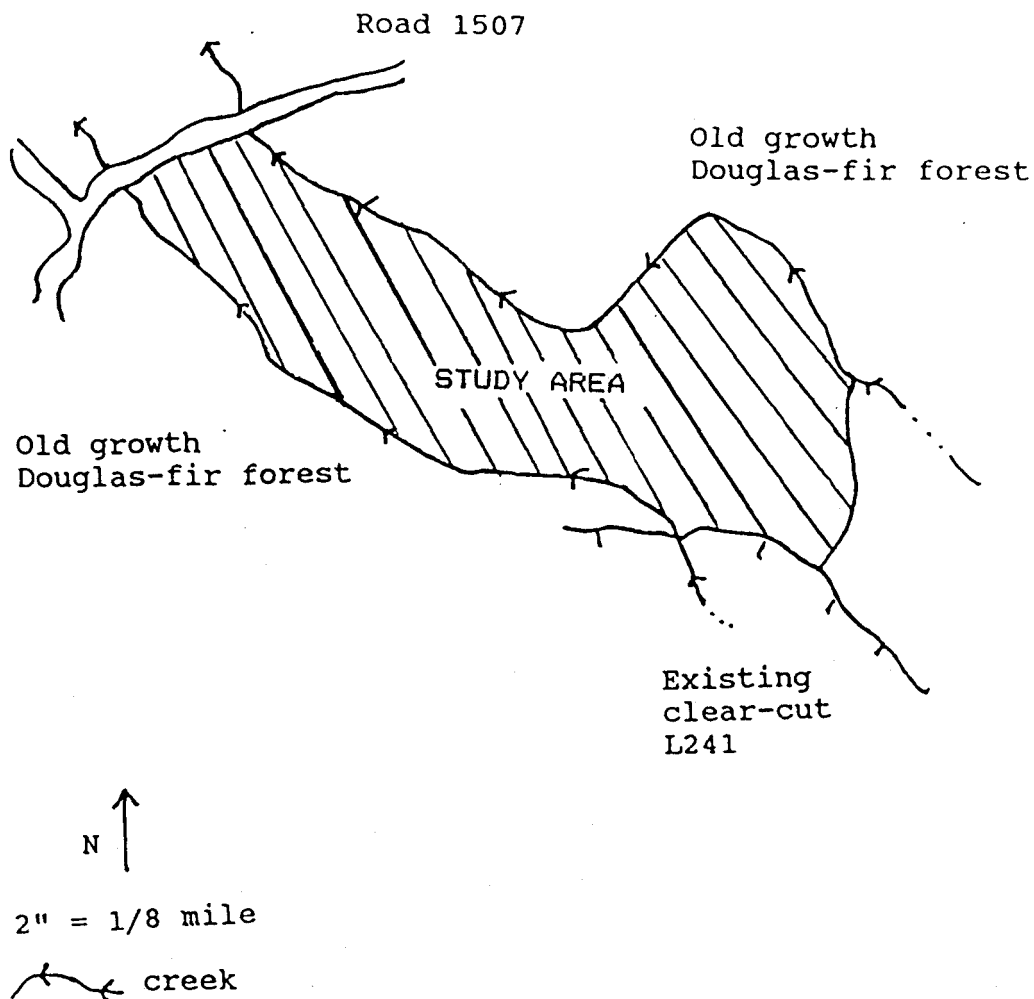 Road 1507
Old growth
Douglas-fir forest
STUDY AREA
Old growth
Douglas-fir forest
Existing
clear-cut
L241
N
2" = 1/8 mile
creek